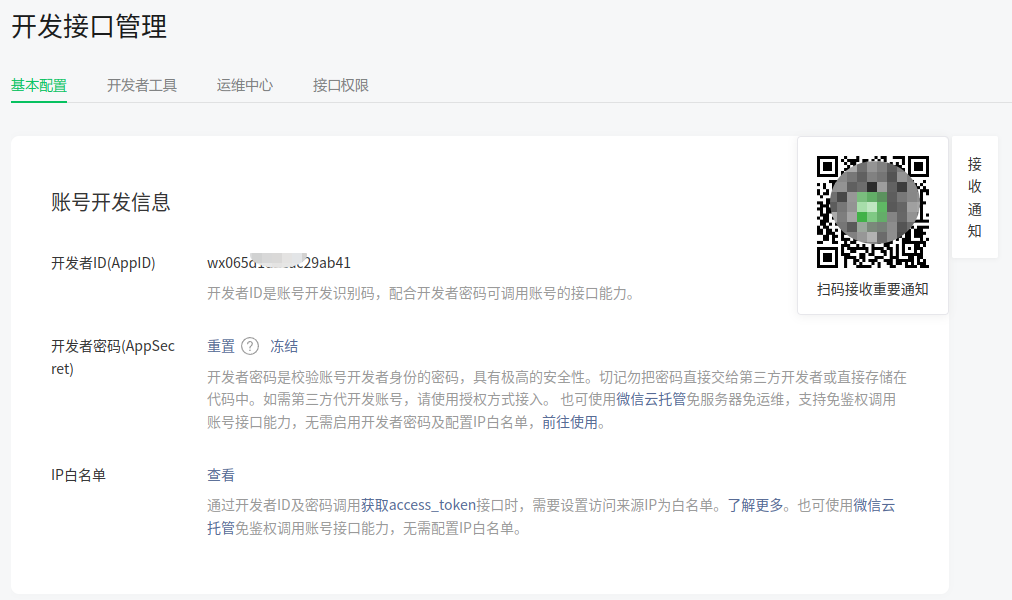 开发接口管理
基本配置 开发者工具 运维中心 接口权限
账号开发信息
接收通知
扫码接收重要通知
开发者ID(AppID)
开发者ID是账号开发识别码，配合开发者密码可调用账号的接口能力。
开发者密码(AppSec
ret)
重置 ? 冻结
开发者密码是校验账号开发者身份的密码，具有极高的安全性。切记勿把密码直接交给第三方开发者或直接存储在
代码中。如需第三方代开发账号，请使用授权方式接入。 也可使用微信云托管免服务器免运维，支持免鉴权调用
账号接口能力，无需启用开发者密码及配置IP白名单，前往使用。
IP白名单
查看
通过开发者ID及密码调用获取access_token接口时，需要设置访问来源IP为白名单。了解更多。也可使用微信云
托管免鉴权调用账号接口能力，无需配置IP白名单。